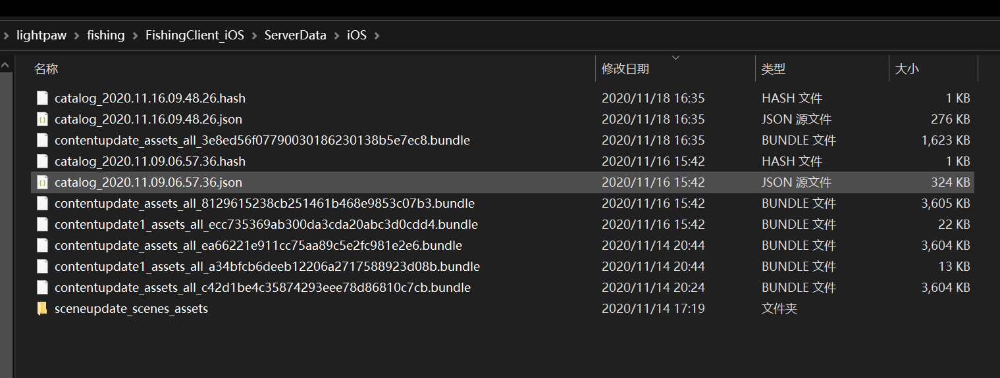 lightpaw fishing FishingClient_iOS ServerData iOS
名称 修改日期 类型 大小
catalog_2020.11.16.09.48.26.hash 2020/11/18 16:35 HASH 文件 1 KB
catalog_2020.11.16.09.48.26.json 2020/11/18 16:35 JSON 源文件 276 KB
contentupdate_assets_all_3e8ed56f07790030186230138b5e7ec8.bundle 2020/11/18 16:35 BUNDLE 文件 1,623 KB
catalog_2020.11.09.06.57.36.hash 2020/11/16 15:42 HASH 文件 1 KB
catalog_2020.11.09.06.57.36.json 2020/11/16 15:42 JSON 源文件 324 KB
contentupdate_assets_all_8129615238cb251461b468e9853c07b3.bundle 2020/11/16 15:42 BUNDLE 文件 3,605 KB
contentupdate1_assets_all_ecc735369ab300da3cda20abc3d0cdd4.bundle 2020/11/16 15:42 BUNDLE 文件 22 KB
contentupdate_assets_all_ea66221e911cc75aa89c5e2fc981e2e6.bundle 2020/11/14 20:44 BUNDLE 文件 3,604 KB
contentupdate1_assets_all_a34bfcb6deeb12206a2717588923d08b.bundle 2020/11/14 20:44 BUNDLE 文件 13 KB
contentupdate_assets_all_c42d1be4c35874293eee78d86810c7cb.bundle 2020/11/14 20:24 BUNDLE 文件 3,604 KB
sceneupdate_scenes_assets 2020/11/14 17:19 文件夹